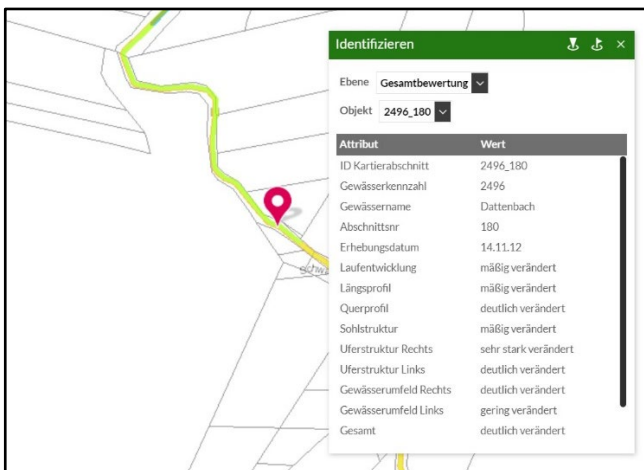 Identifizieren
Ebene Gesamtbewertung
Objekt 2496_180
Attribut Wert
ID Kartierabschnitt 2496_180
Gewässerkennzahl 2496
Gewässername Dattenbach
Abschnittsnr 180
Erhebungsdatum 14.11.12
Laufentwicklung mäßig verändert
Längsprofil mäßig verändert
Querprofil deutlich verändert
Sohlstruktur mäßig verändert
Uferstruktur Rechts sehr stark verändert
Uferstruktur Links deutlich verändert
Gewässerumfeld Rechts deutlich verändert
Gewässerumfeld Links gering verändert
Gesamt deutlich verändert